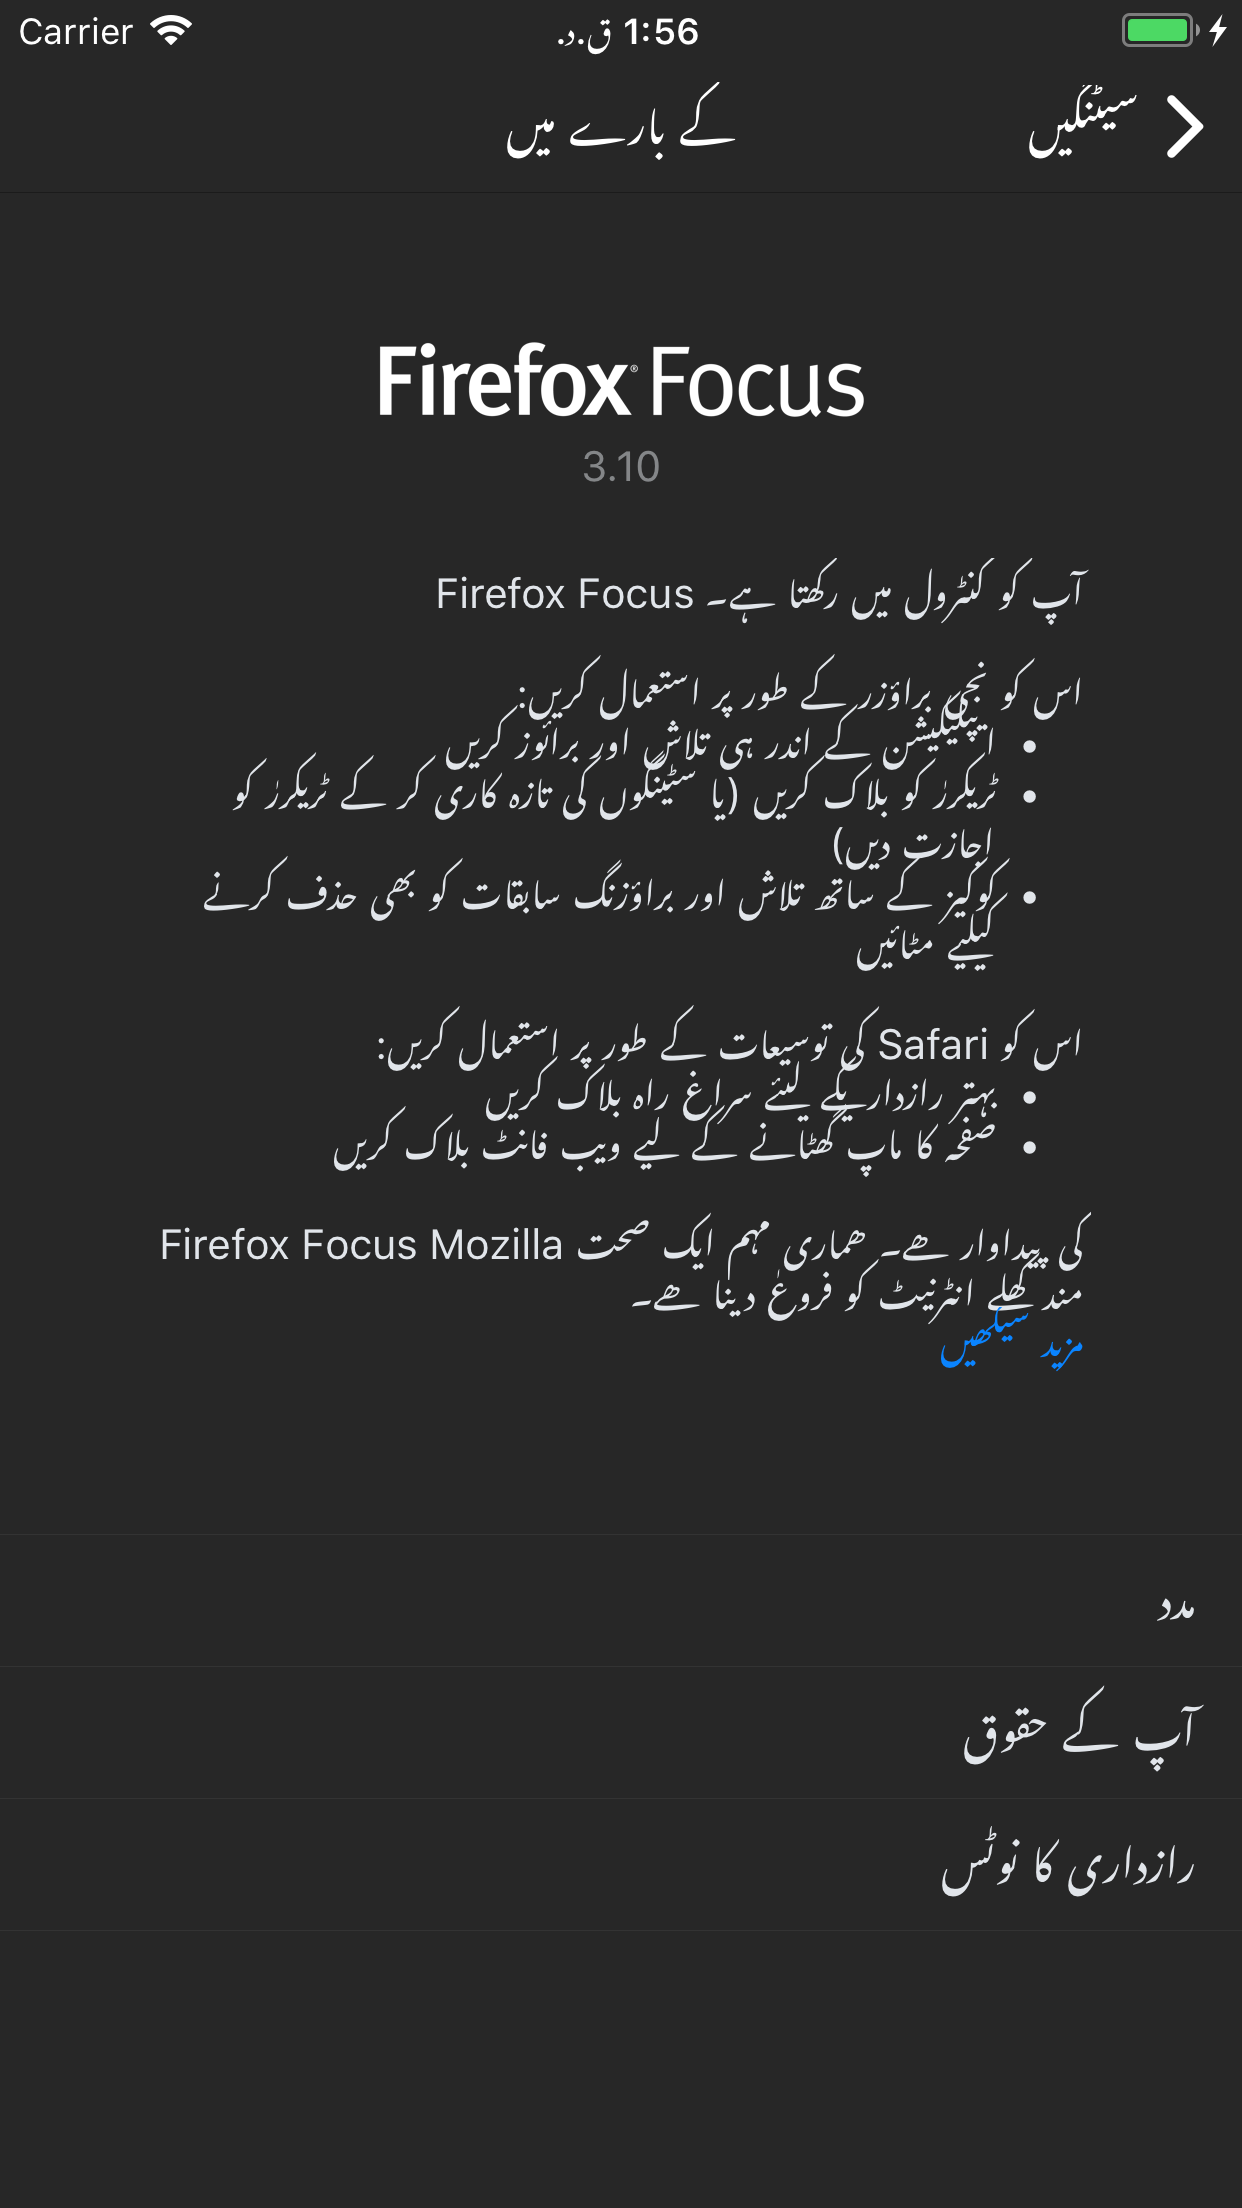 Carrier 1:56 ق.د.
سیٹنگیں
کے بارے میں
Firefox Focus
3.10
آپ کو کنٹرول میں رکھتا ہے۔ Firefox Focus
اس کو نجی براؤزر کے طور پر استعمال کریں:
• ایپلیکیشن کے اندر ہی تلاش اور برائوز کریں
• ٹریکرز کو بلاک کریں (یا سٹینگوں کی تازہ کاری کر کے ٹریکرز کو
اجازت دیں)
• کوکیز کے ساتھ تلاش اور براؤزنگ سابقات کو بھی حذف کرنے
کیلیے مٹائیں
اس کو Safari کی توسیعات کے طور پر استعمال کریں:
• بہتر رازداریکے لیئے سراغ راہ بلاک کریں
• صفحہ کا ماپ گھٹانے کے لیے ویب فانٹ بلاک کریں
کی پیداوار ھے۔ ھماری مہم ایک صحت Firefox Focus Mozilla
مند کھلے انٹرنیٹ کو فروغ دینا ھے۔
مزید سیکھیں
مدد
آپ کے حقوق
رازداری کا نوٹس